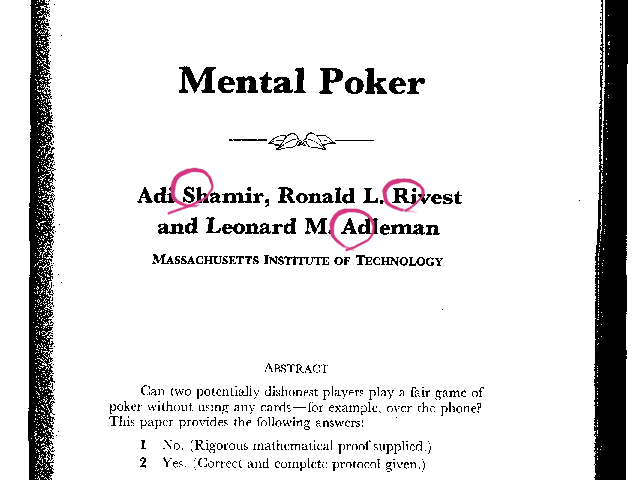 Mental Poker
Adi Shamir, Ronald L. Rivest
and Leonard M. Adleman
MASSACHUSETTS INSTITUTE OF TECHNOLOGY
ABSTRACT
Can two potentially dishonest players play a fair game of
poker without using any cards—for example, over the phone?
This paper provides the following answers:
1 No. (Rigorous mathematical proof supplied.)
2 Yes. (Correct and complete protocol given.)